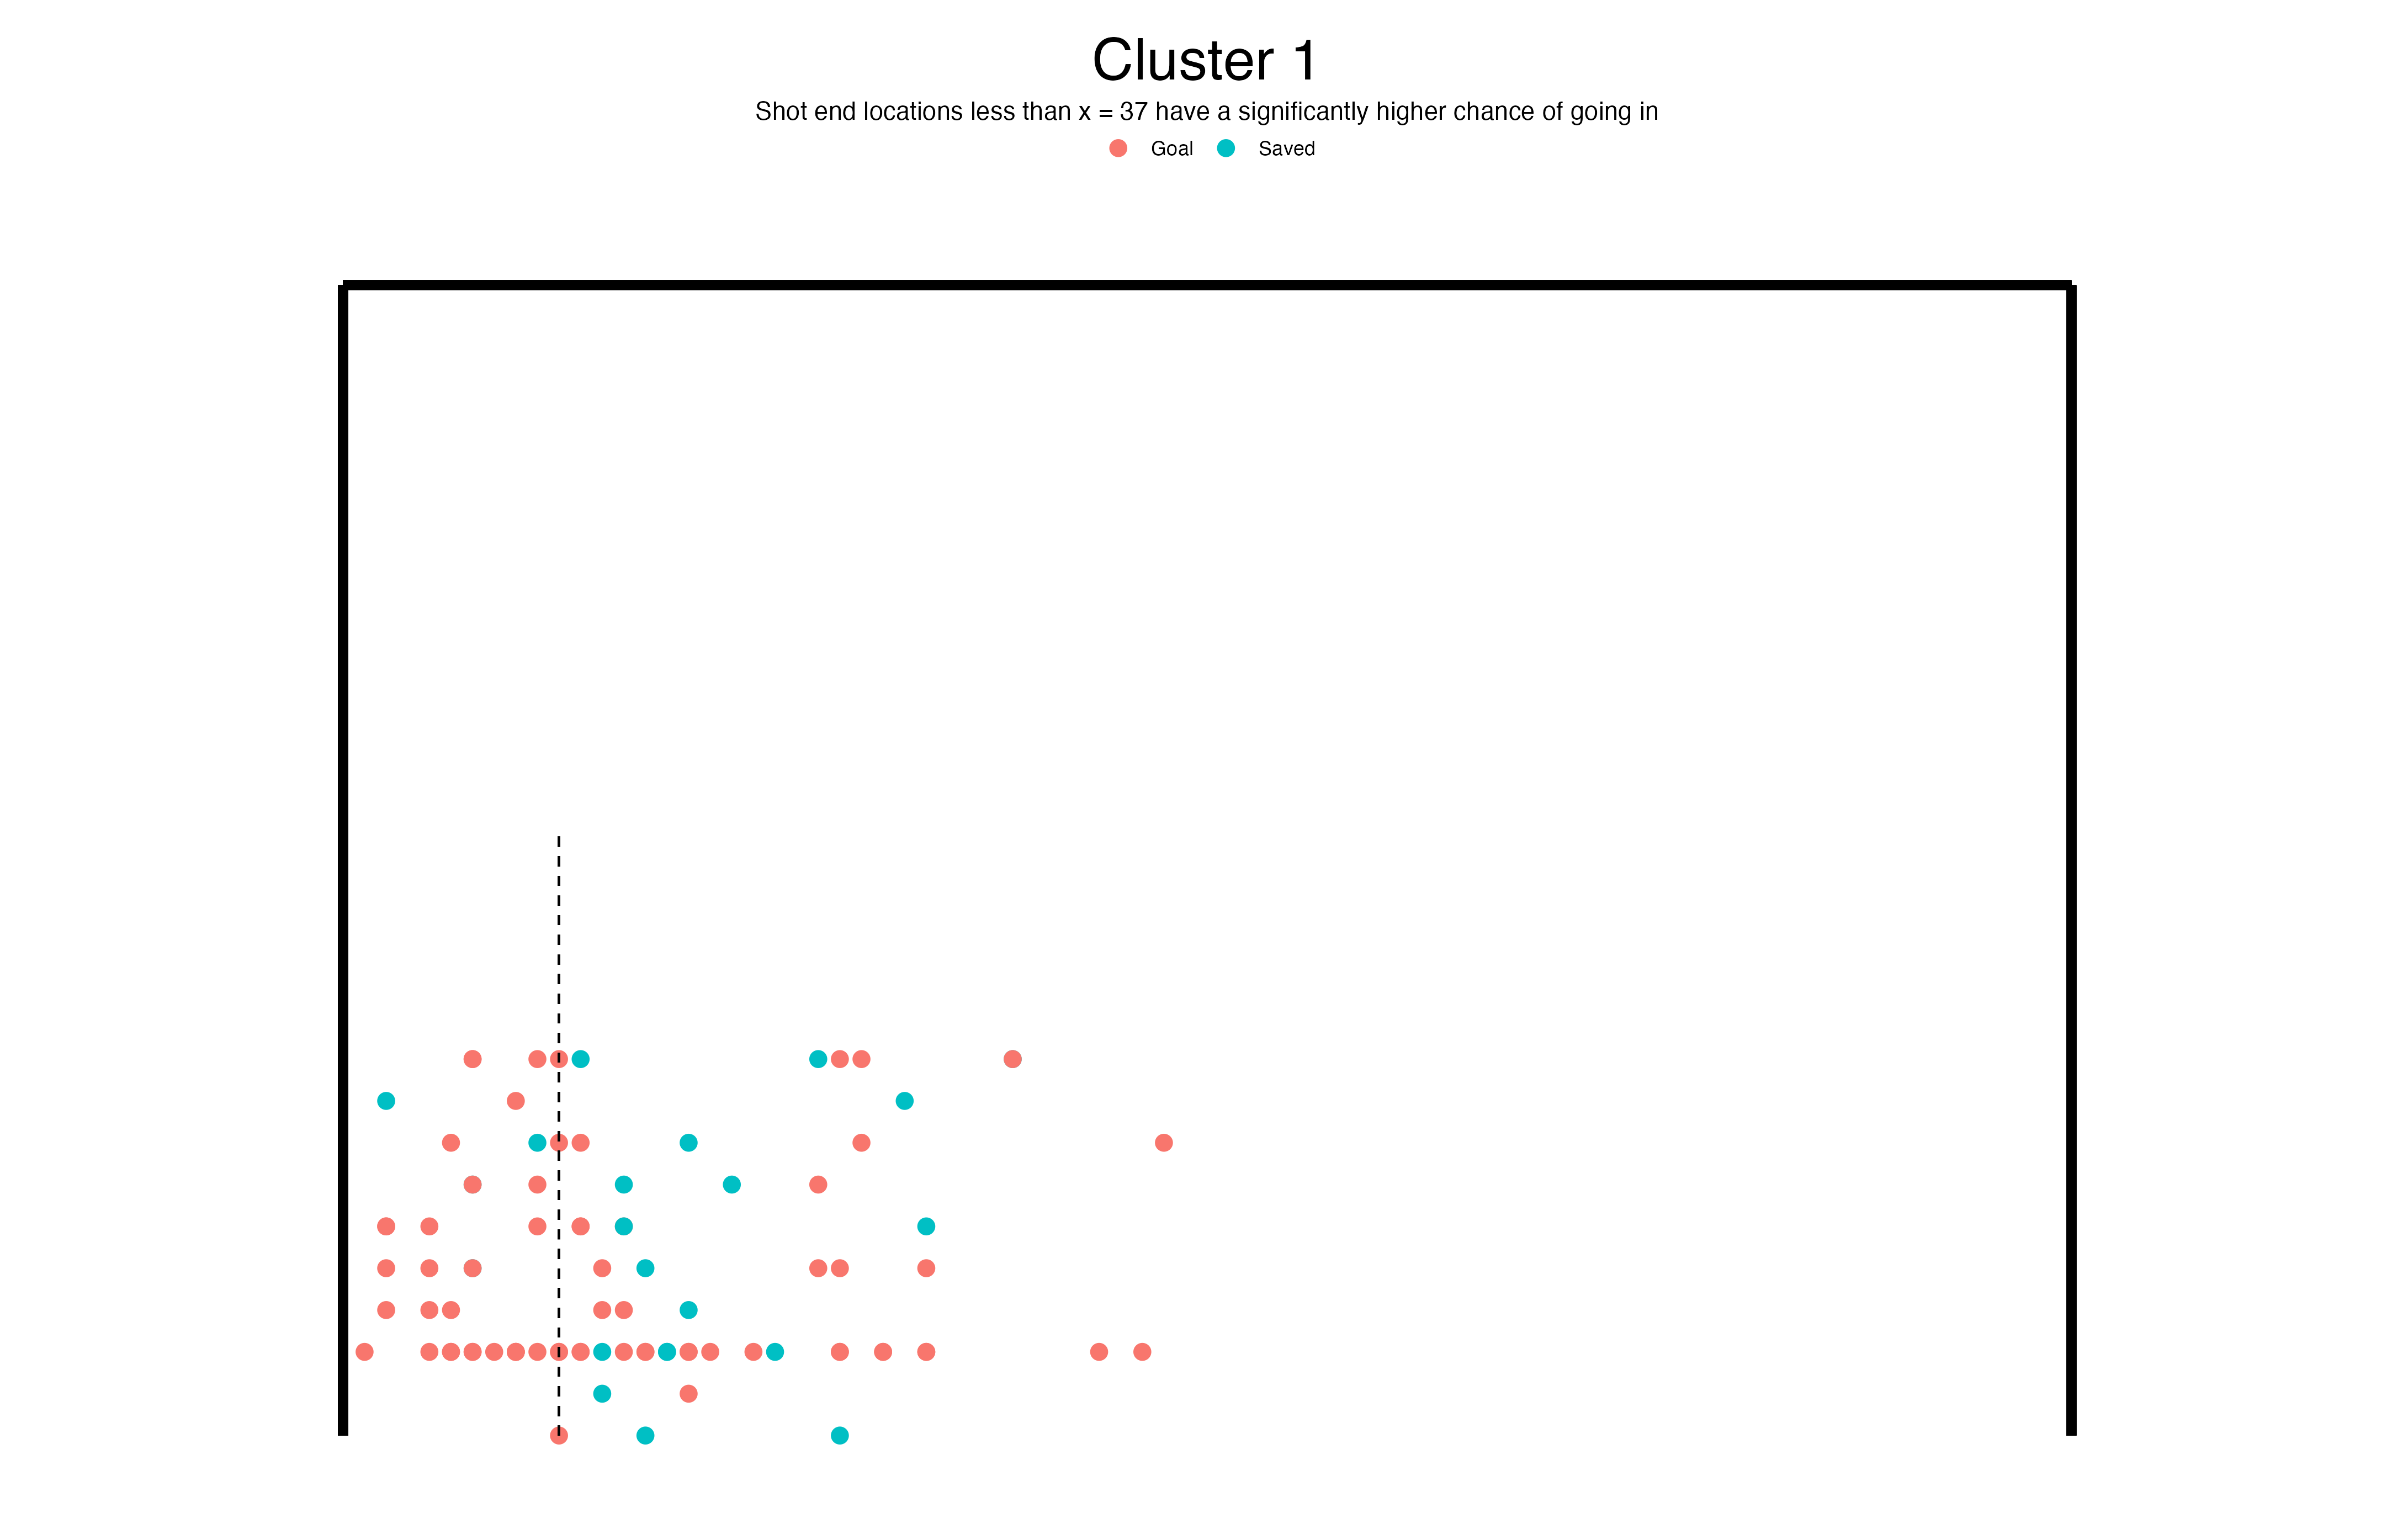 Cluster 1
Shot end locations less than x = 37 have a significantly higher chance of going in
Goal Saved